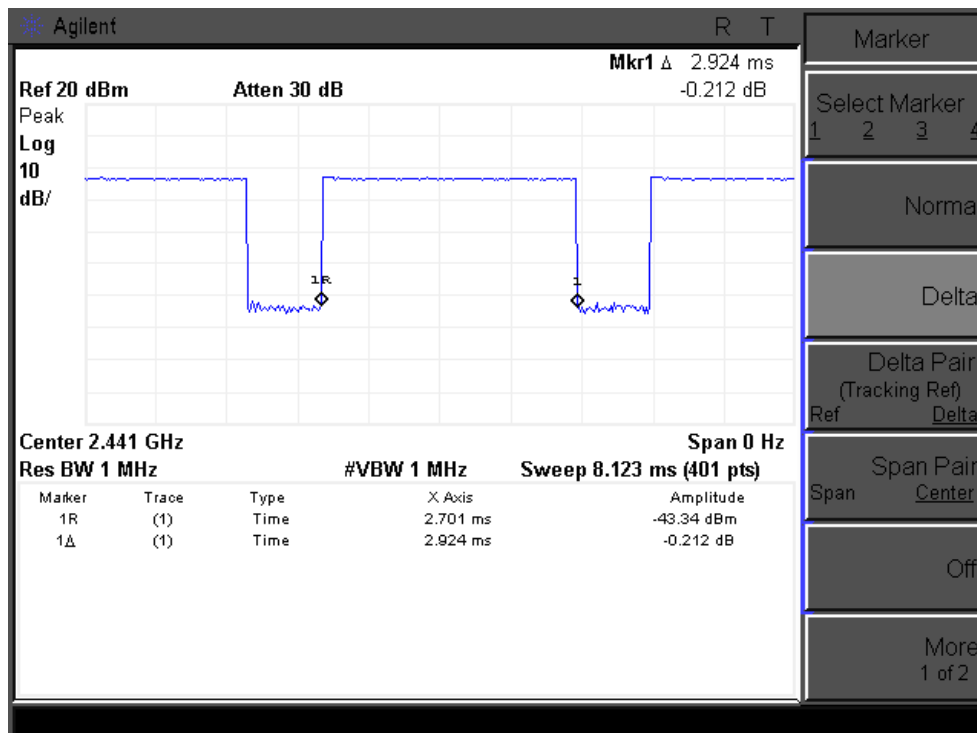 Agilent R T
Mkr1 Δ 2.924 ms
Ref 20 dBm Atten 30 dB -0.212 dB
Peak
Log
10
dB/
1R 1
Center 2.441 GHz Span 0 Hz
Res BW 1 MHz #VBW 1 MHz Sweep 8.123 ms (401 pts)
Marker Trace Type X Axis Amplitude
1R (1) Time 2.701 ms -43.34 dBm
1Δ (1) Time 2.924 ms -0.212 dB
Marker
Select Marker
1 2 3 4
Norma
Delta
Delta Pair
(Tracking Ref)
Ref Delta
Span Pair
Span Center
Off
More
1 of 2